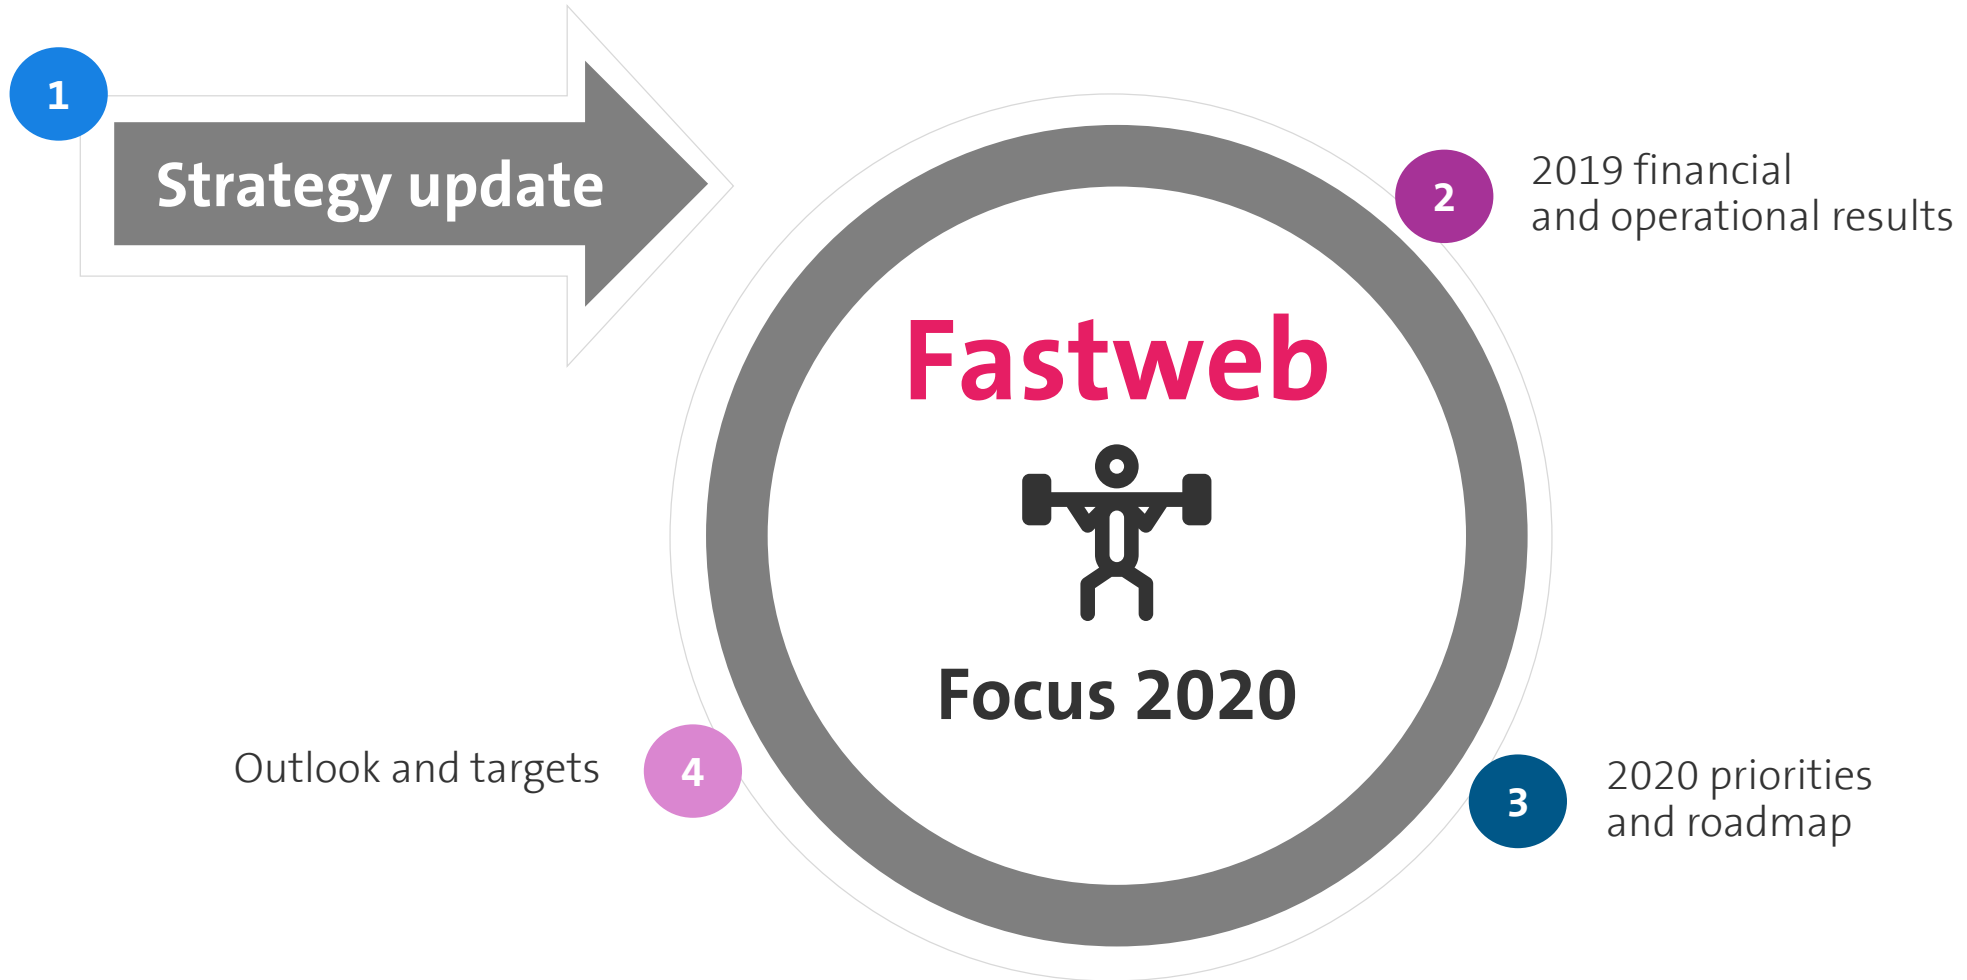 1
Strategy update
2
2019 financial
and operational results
Fastweb
Focus 2020
3
2020 priorities
and roadmap
4
Outlook and targets